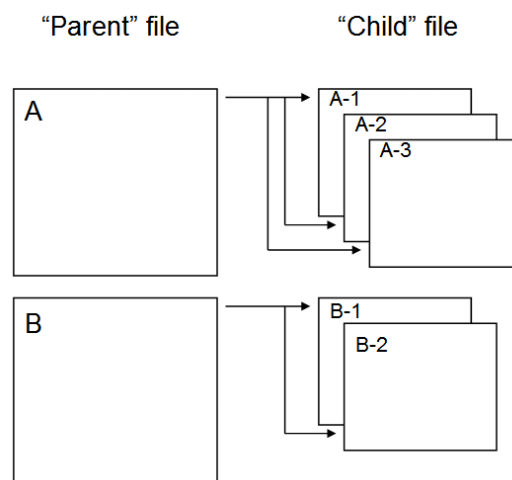 “Parent” file
“Child” file
A
A-1
A-2
A-3
B
B-1
B-2